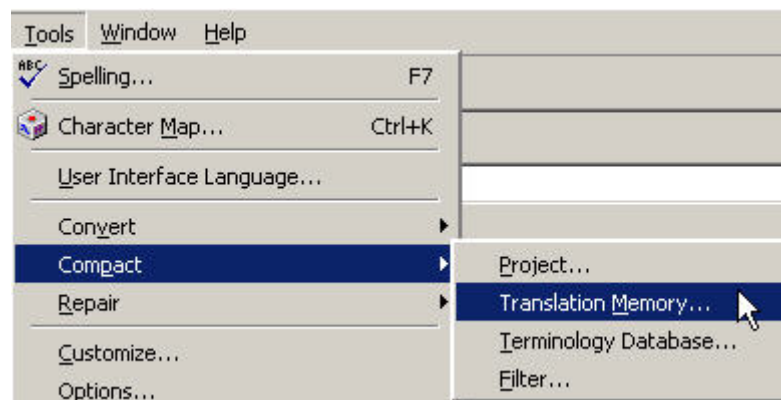 Tools Window Help
ABC Spelling... F7
Character Map... Ctrl+K
User Interface Language...
Convert
Compact
Project...
Repair
Translation Memory...
Customize...
Terminology Database...
Options...
Filter...